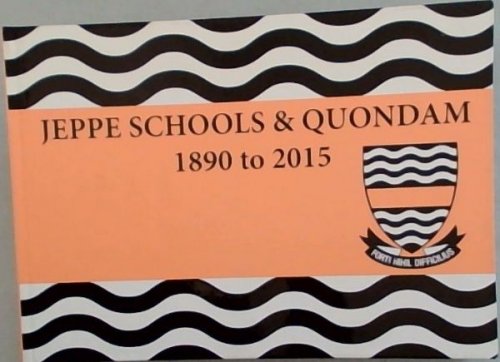 JEPPE SCHOOLS & QUONDAM
1890 to 2015
FORTI NIHIL DIFFICILIUS